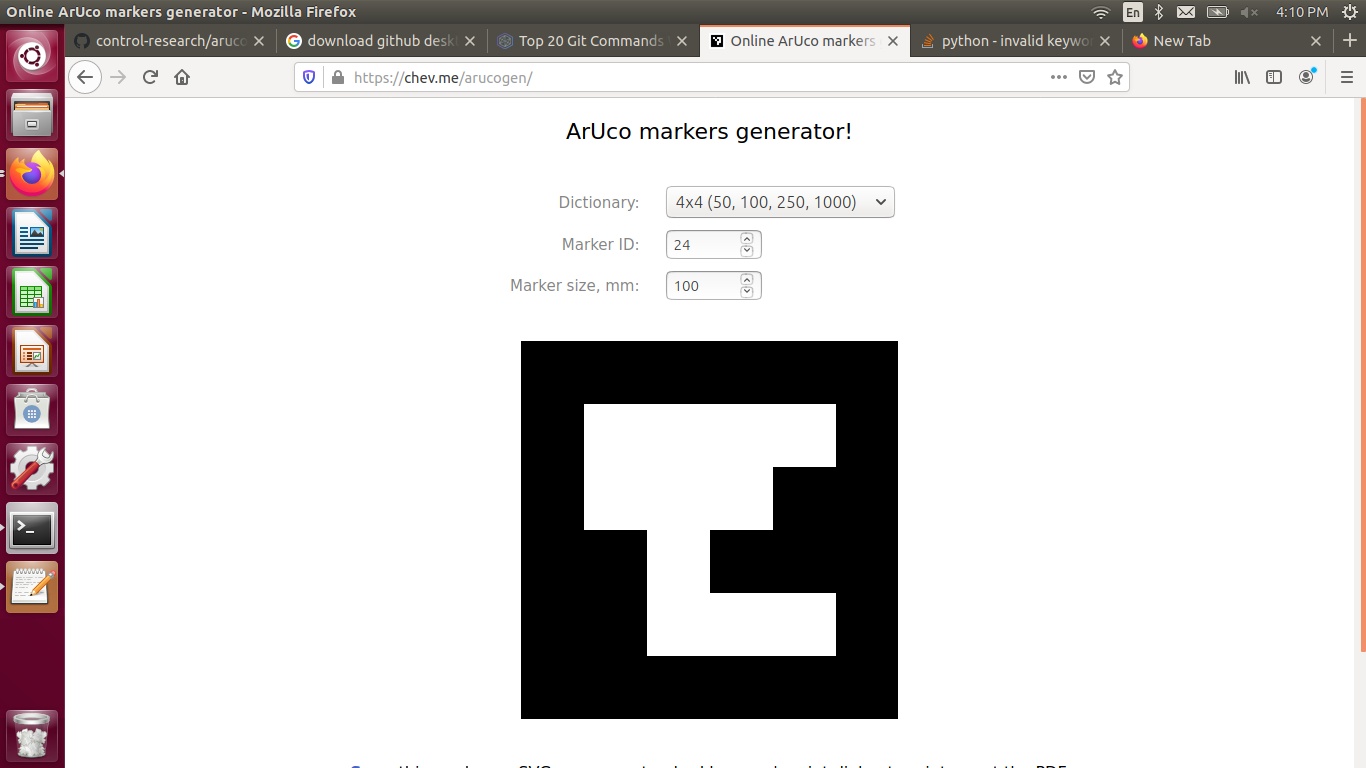 Online ArUco markers generator - Mozilla Firefox
En
4:10 PM
control-research/aruco
download github desk
Top 20 Git Commands
Online ArUco markers
python - invalid keywo
New Tab
https://chev.me/arucogen/
ArUco markers generator!
Dictionary:
4x4 (50, 100, 250, 1000)
Marker ID:
24
Marker size, mm:
100